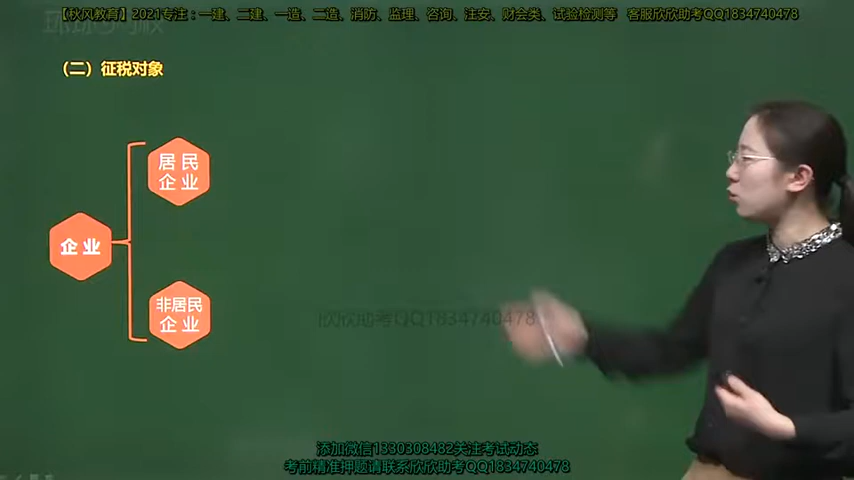 【秋风教育】2021专注：一建、二建、一造、二造、消防、监理、咨询、注安、财会类、试验检测等 客服欣欣助考QQ1834740478
（二）征税对象
居 民
企 业
企 业
非居民
企 业
欣欣助考QQ1834740478
添加微信1330308482关注考试动态
考前精准押题请联系欣欣助考QQ1834740478